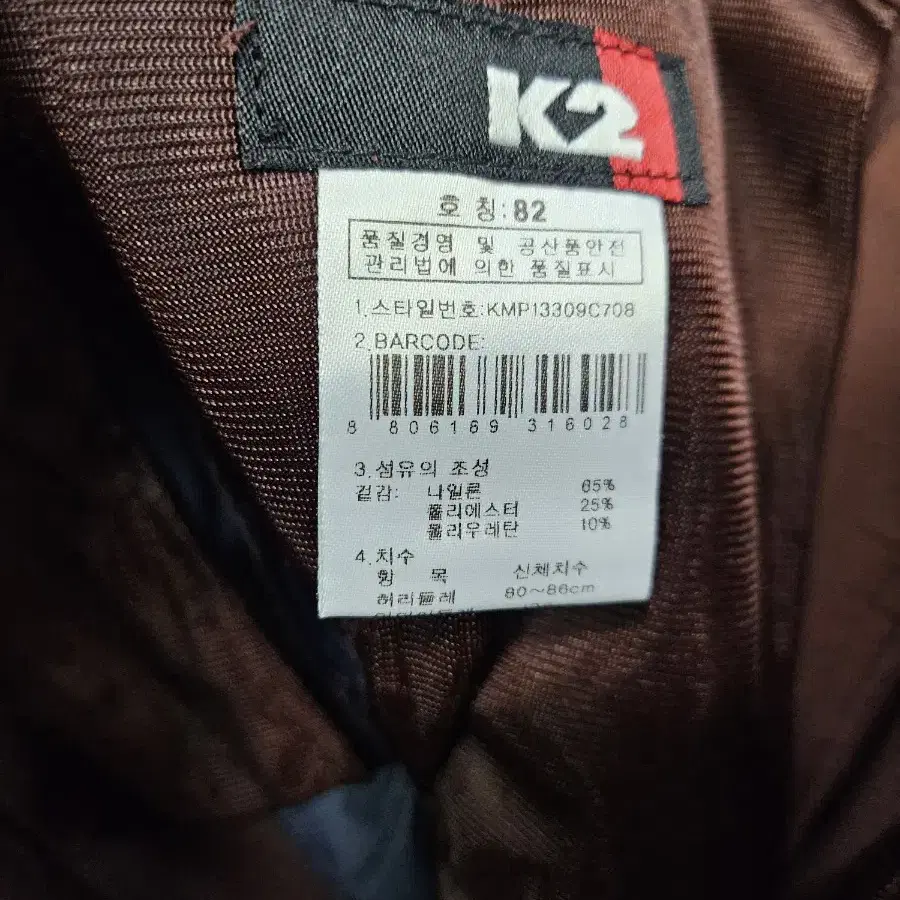 K2
호 칭:82
품질경영 및 공산품안전
관리법에 의한 품질표시
1.스타일번호:KMP13309C708
2.BARCODE:
8 806169 316028
3.섬유의 조성
겉감: 나일론 65%
폴리에스터 25%
폴리우레탄 10%
4.치수
항 목 신체치수
허리둘레 80~86cm